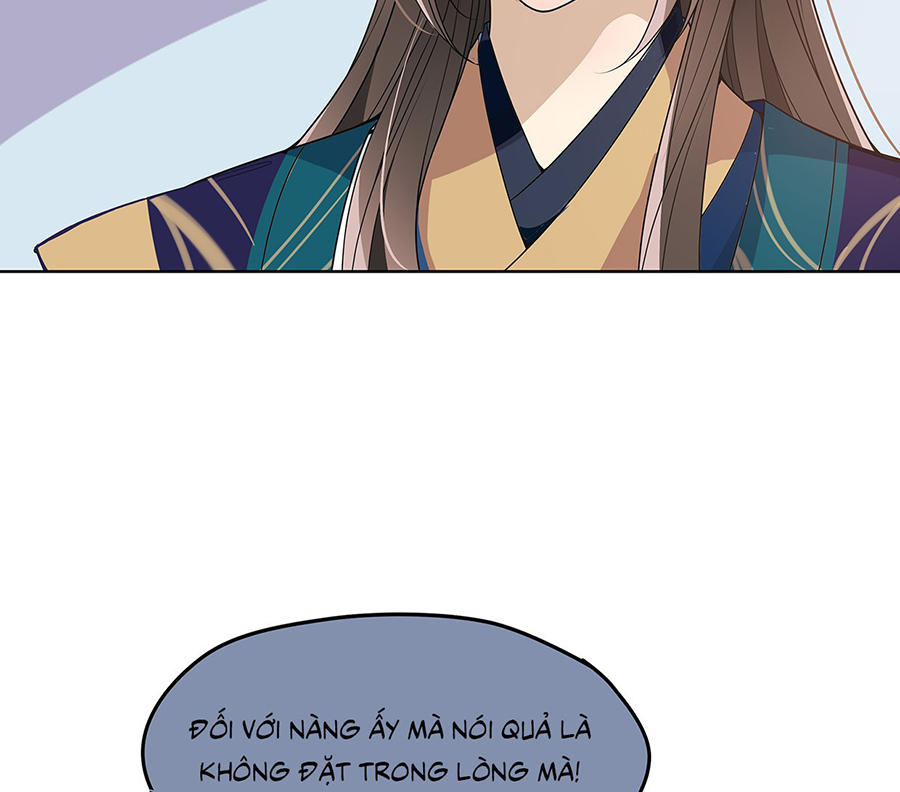 ĐỐI VỚI NÀNG ẤY MÀ NÓI QUẢ LÀ
KHÔNG ĐẶT TRONG LÒNG MÀ!